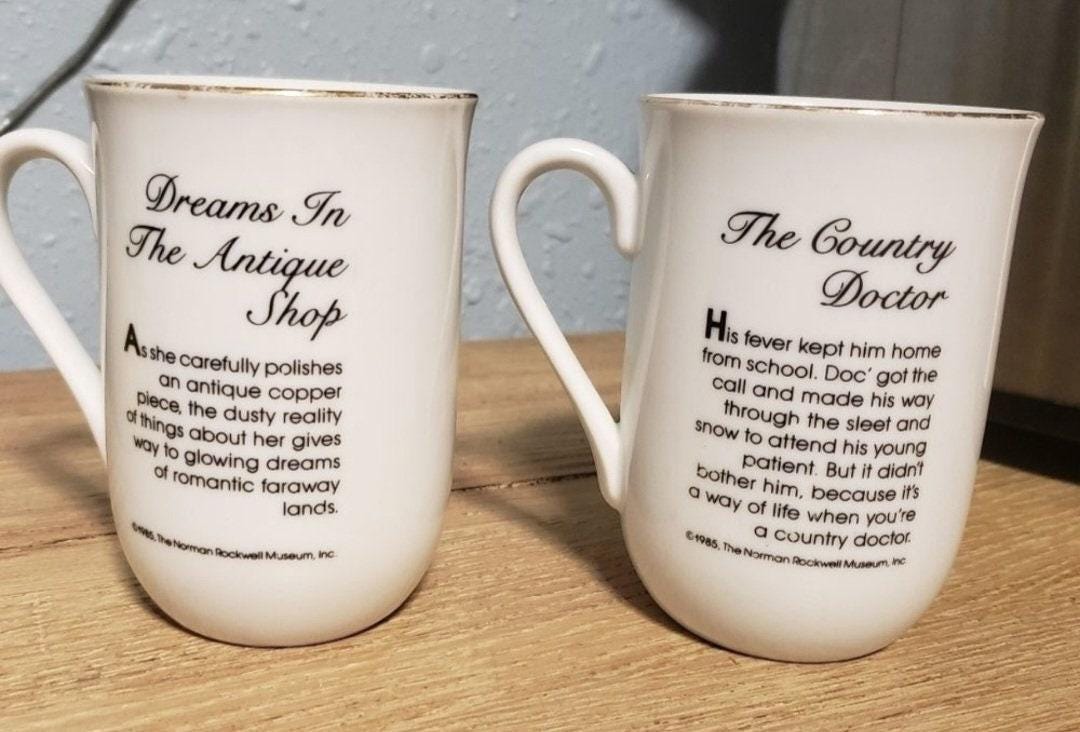 Dreams In
The Antique
Shop
As she carefully polishes
an antique copper
piece, the dusty reality
of things about her gives
way to glowing dreams
of romantic faraway
lands.
©1985, The Norman Rockwell Museum, Inc.
The Country
Doctor
His fever kept him home
from school. Doc' got the
call and made his way
through the sleet and
snow to attend his young
patient. But it didn't
bother him, because it's
a way of life when you're
a country doctor.
©1985, The Norman Rockwell Museum, Inc